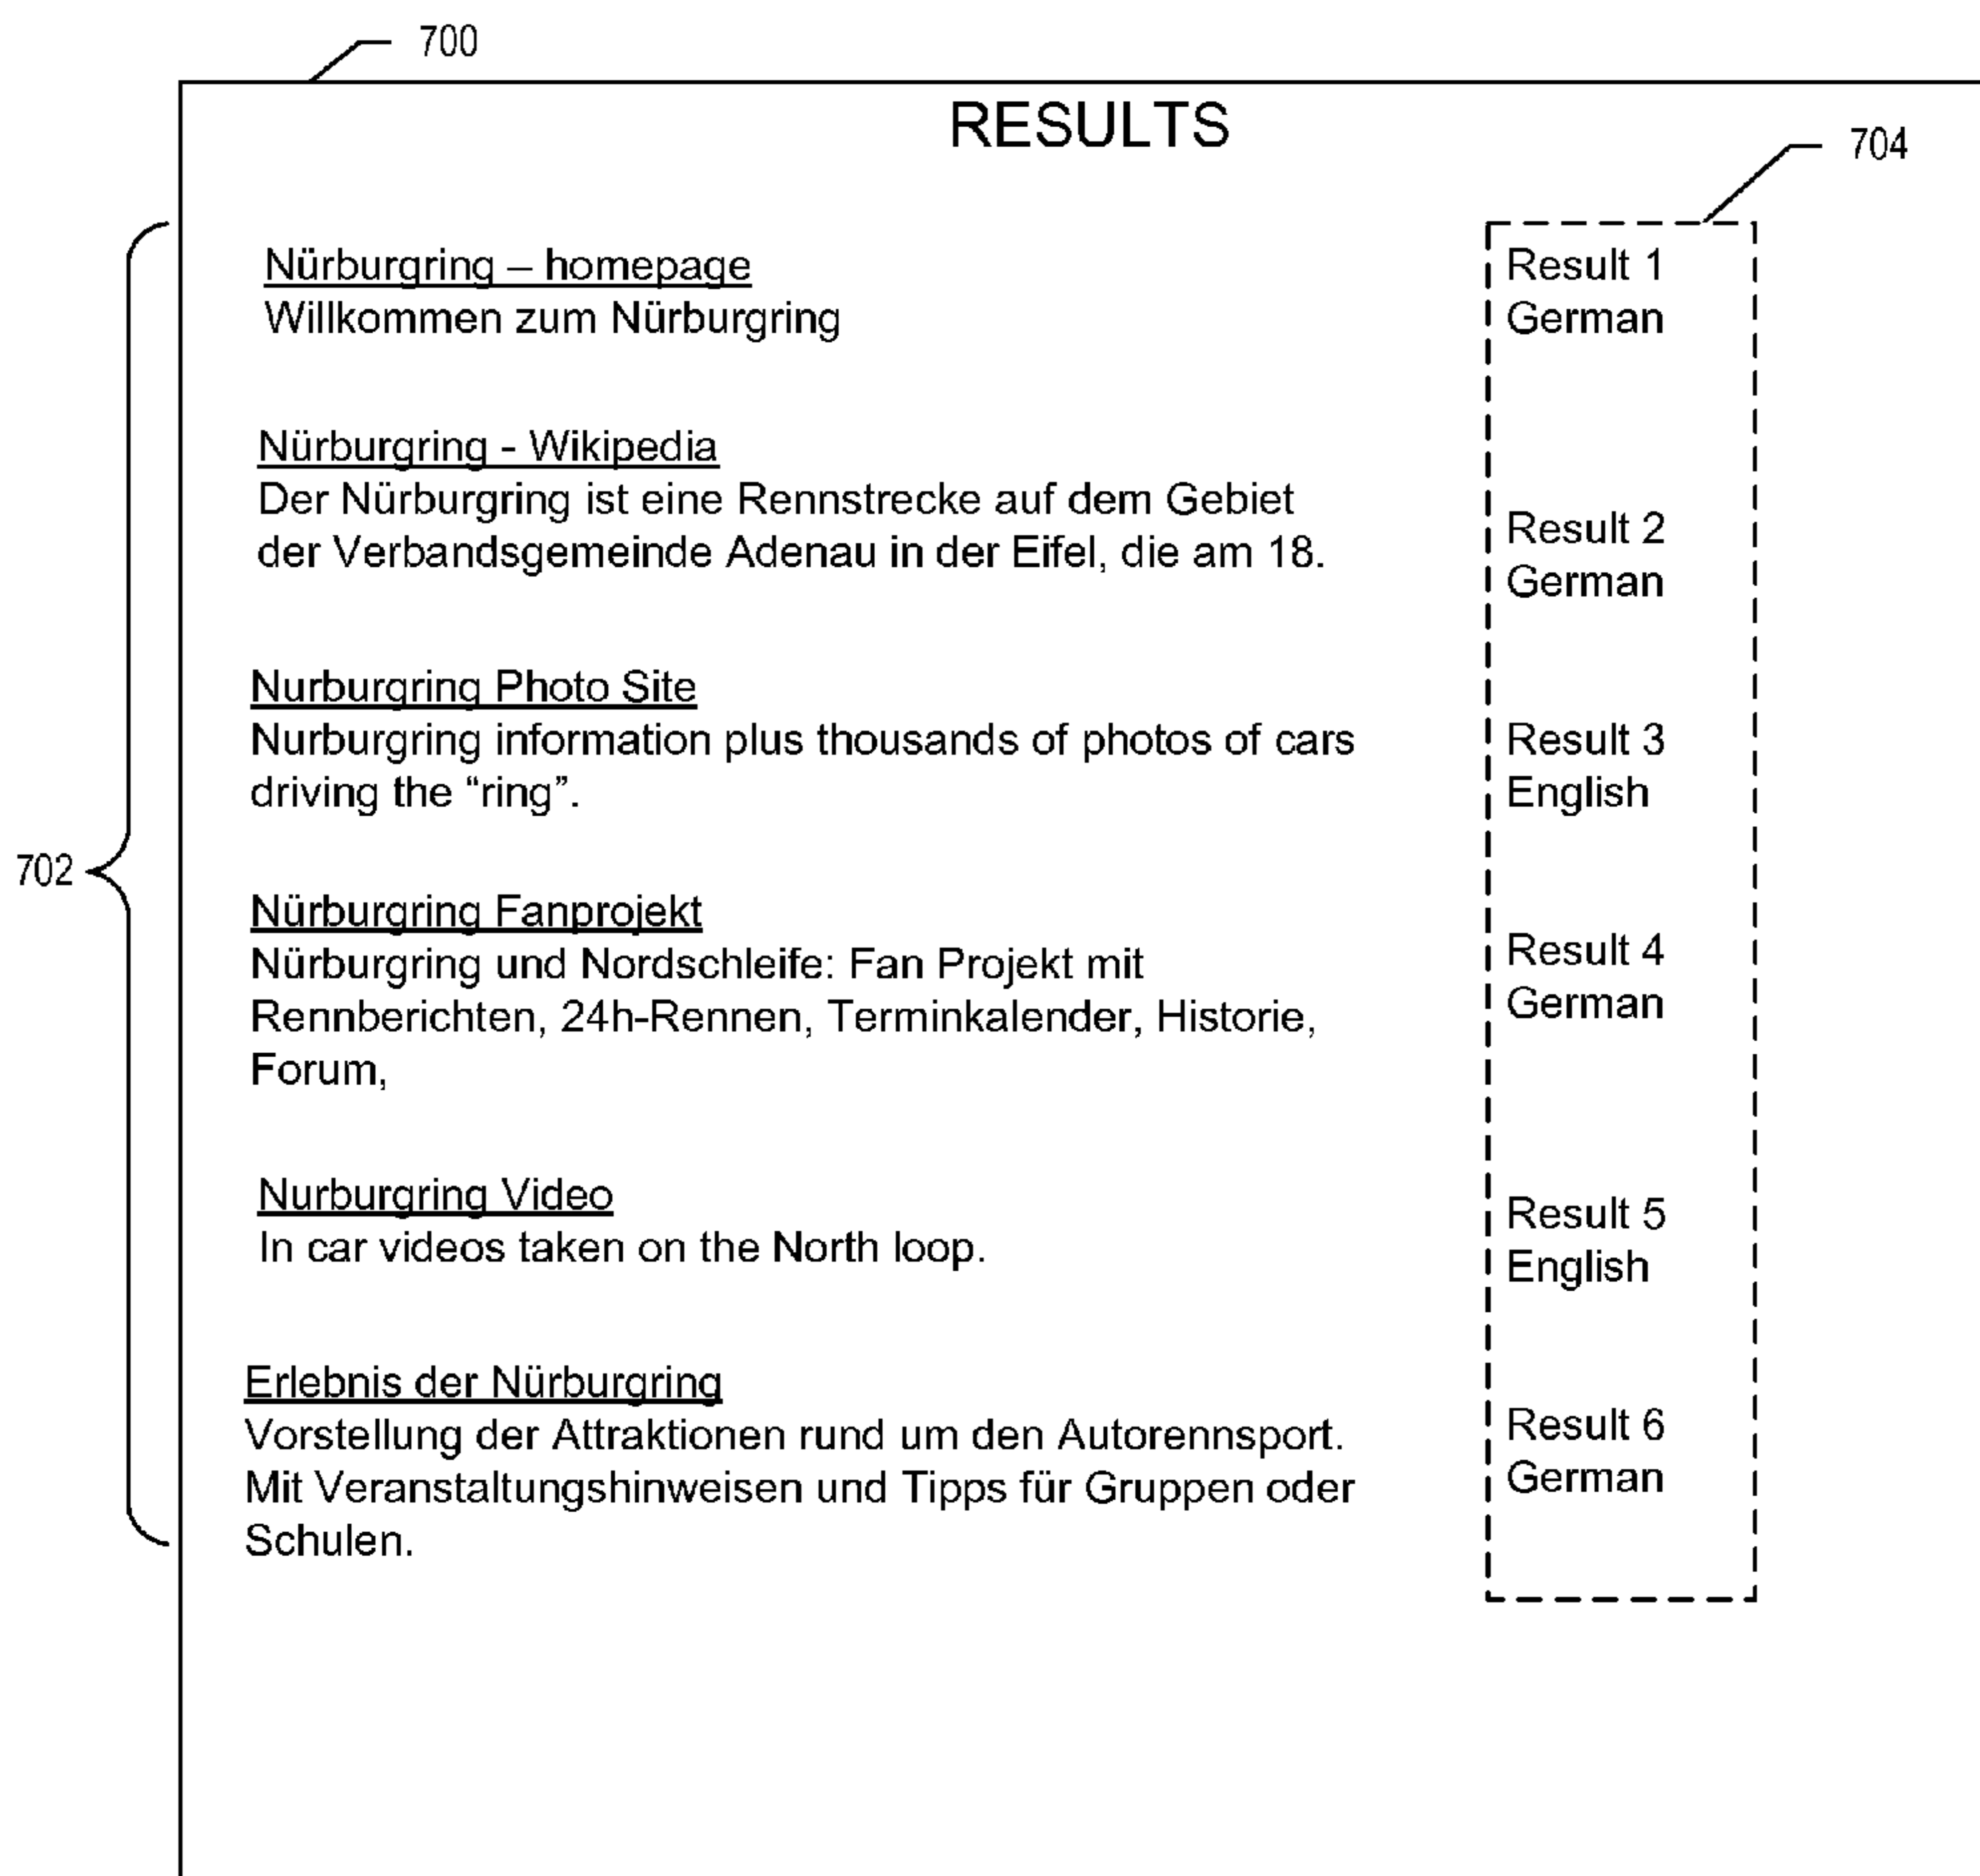 700
RESULTS
704
Nürburgring – homepage
Willkommen zum Nürburgring
Result 1
German
Nürburgring - Wikipedia
Der Nürburgring ist eine Rennstrecke auf dem Gebiet
der Verbandsgemeinde Adenau in der Eifel, die am 18.
Result 2
German
Nurburgring Photo Site
Nurburgring information plus thousands of photos of cars
driving the “ring”.
Result 3
English
702
Nürburgring Fanprojekt
Nürburgring und Nordschleife: Fan Projekt mit
Rennberichten, 24h-Rennen, Terminkalender, Historie,
Forum,
Result 4
German
Nurburgring Video
In car videos taken on the North loop.
Result 5
English
Erlebnis der Nürburgring
Vorstellung der Attraktionen rund um den Autorennsport.
Mit Veranstaltungshinweisen und Tipps für Gruppen oder
Schulen.
Result 6
German